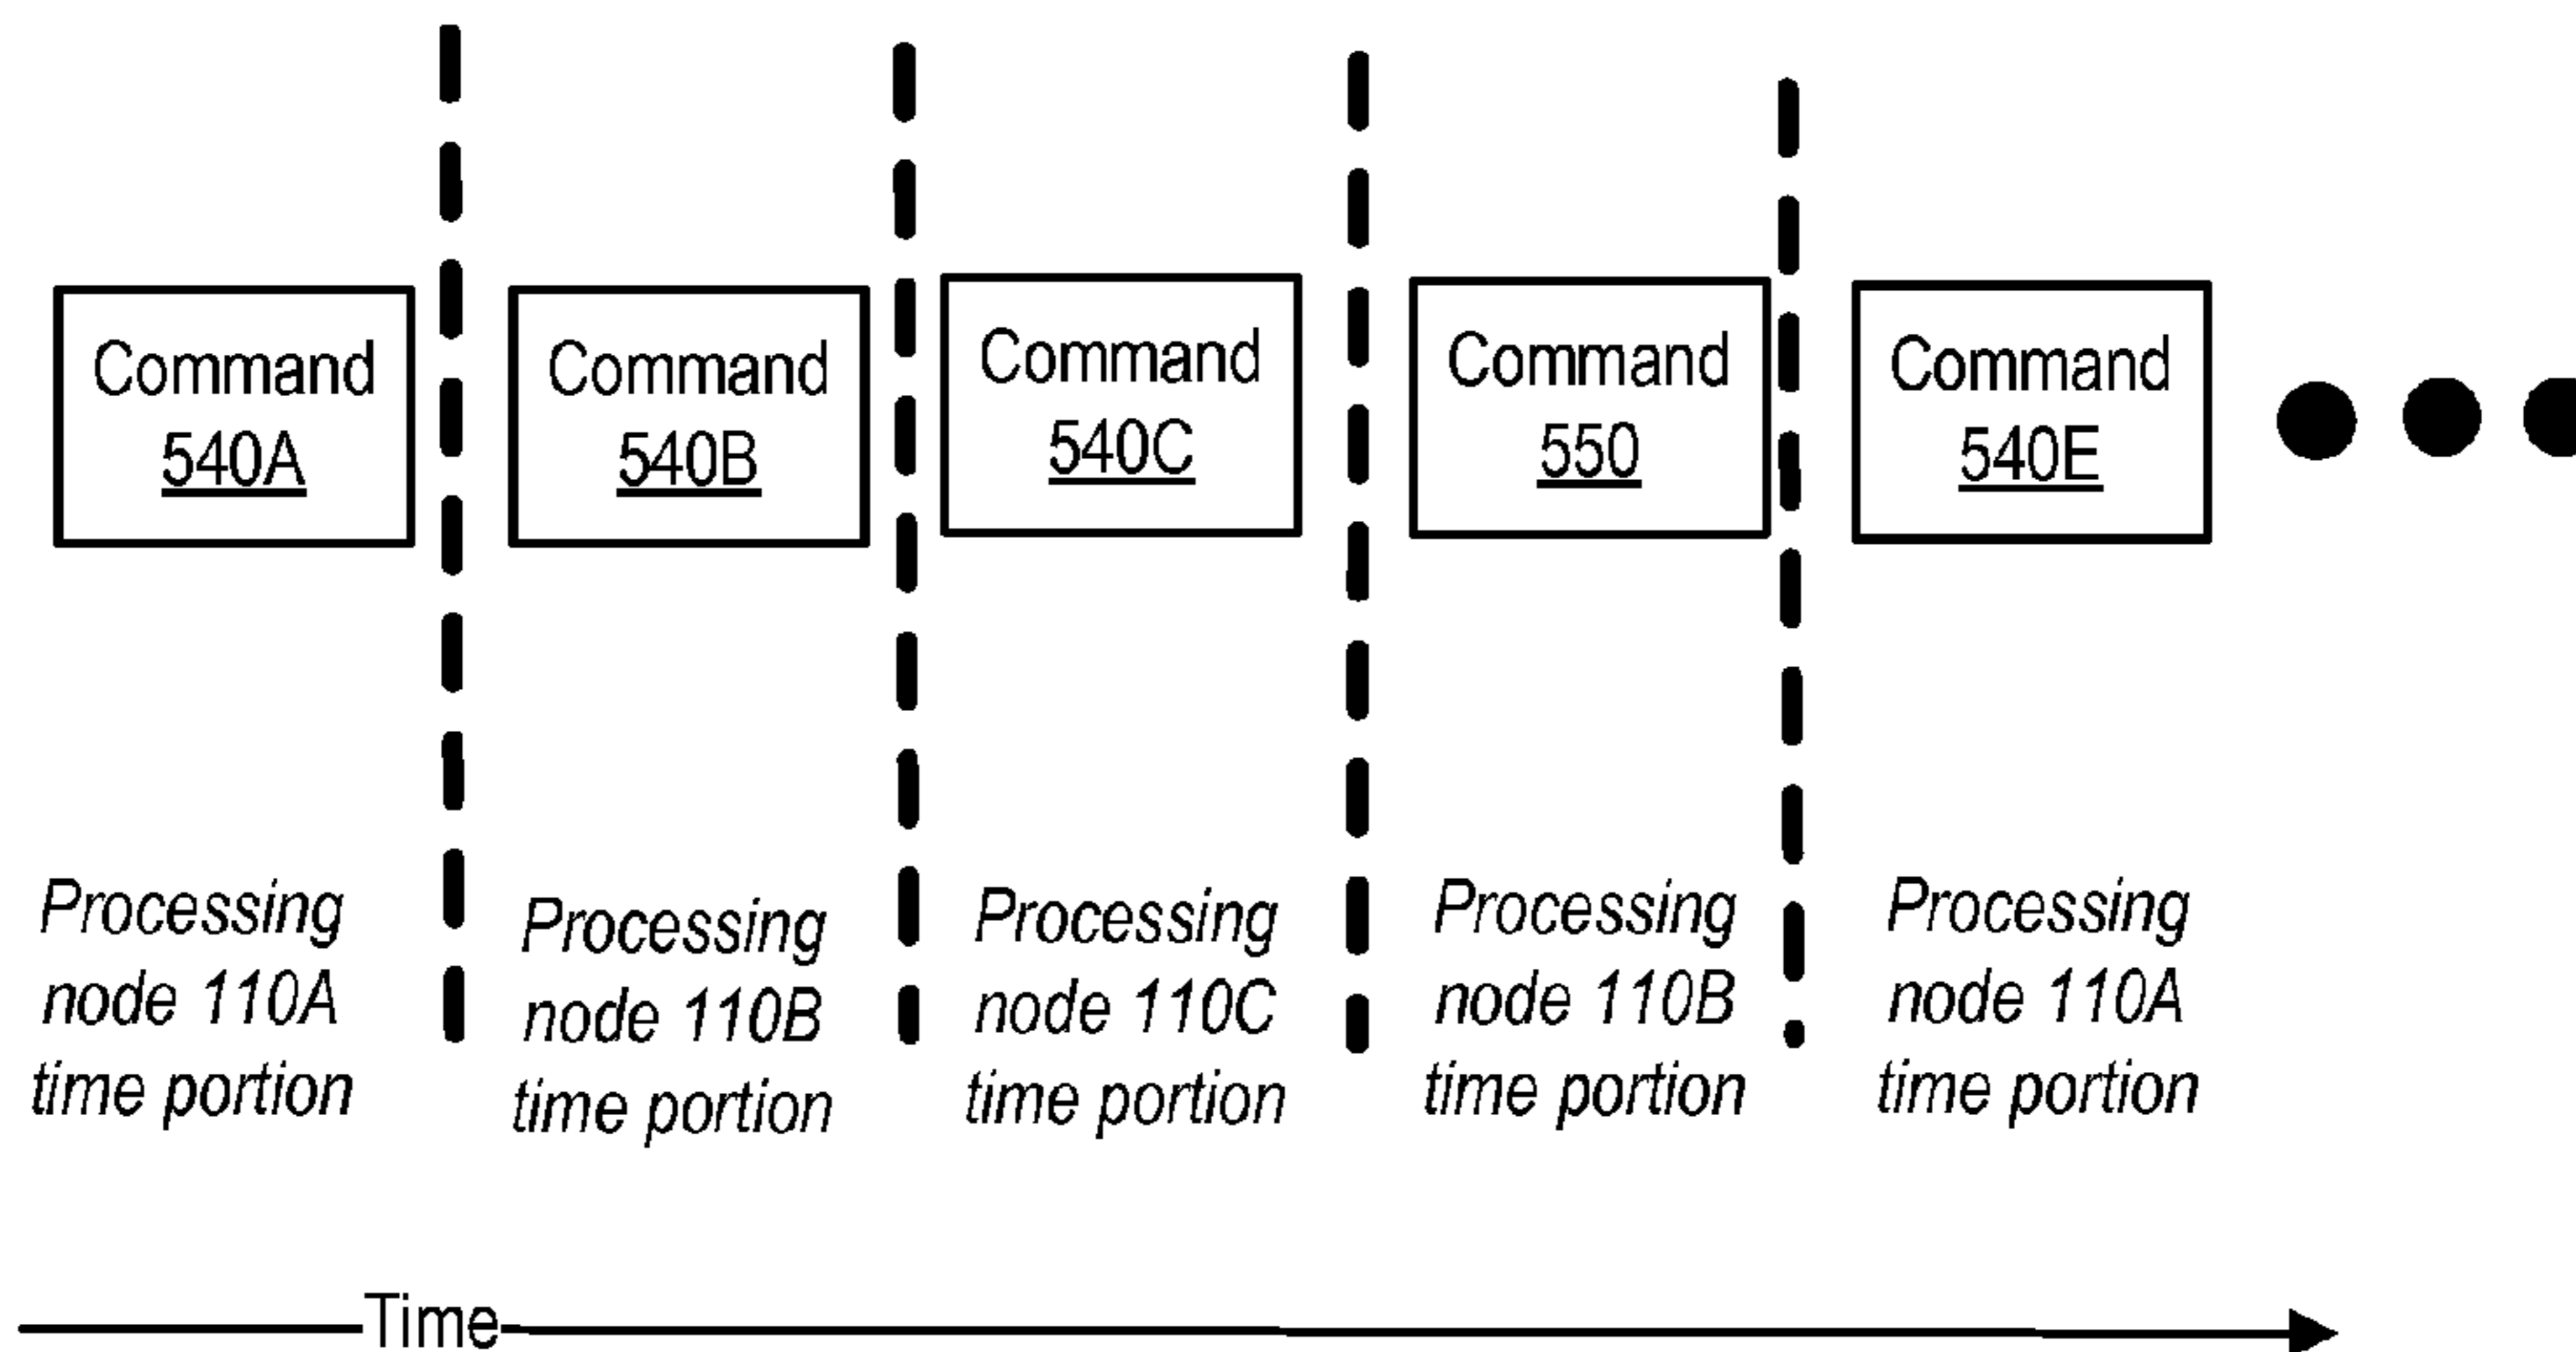 Command
540A
Command
540B
Command
540C
Command
550
Command
540E
Processing
node 110A
time portion
Processing
node 110B
time portion
Processing
node 110C
time portion
Processing
node 110B
time portion
Processing
node 110A
time portion
Time